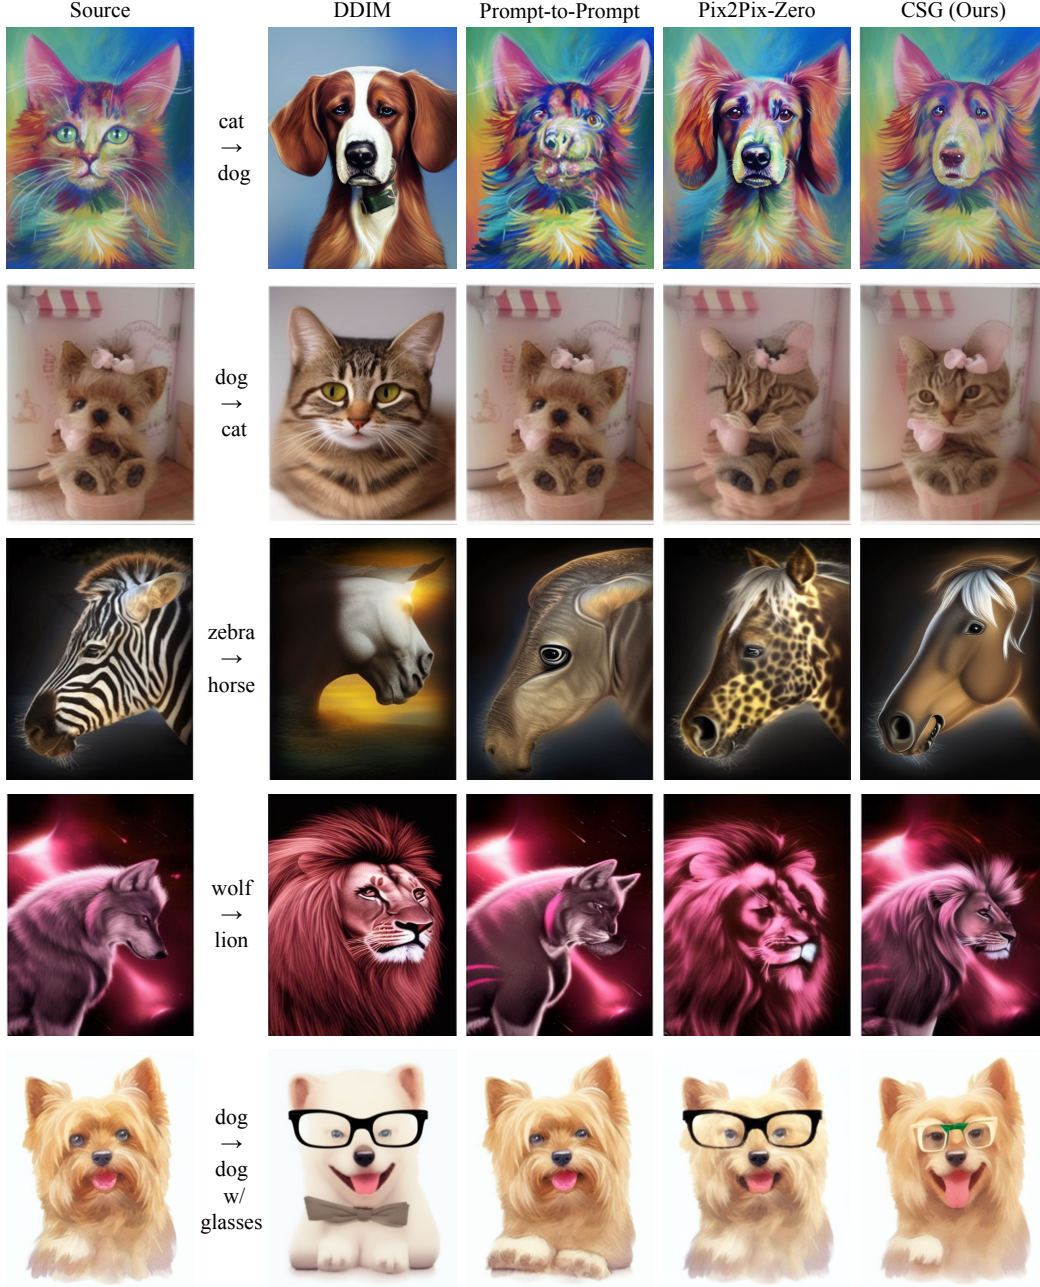 Source
DDIM
Prompt-to-Prompt
Pix2Pix-Zero
CSG (Ours)
cat
→
dog
dog
→
cat
zebra
→
horse
wolf
→
lion
dog
→
dog
w/
glasses